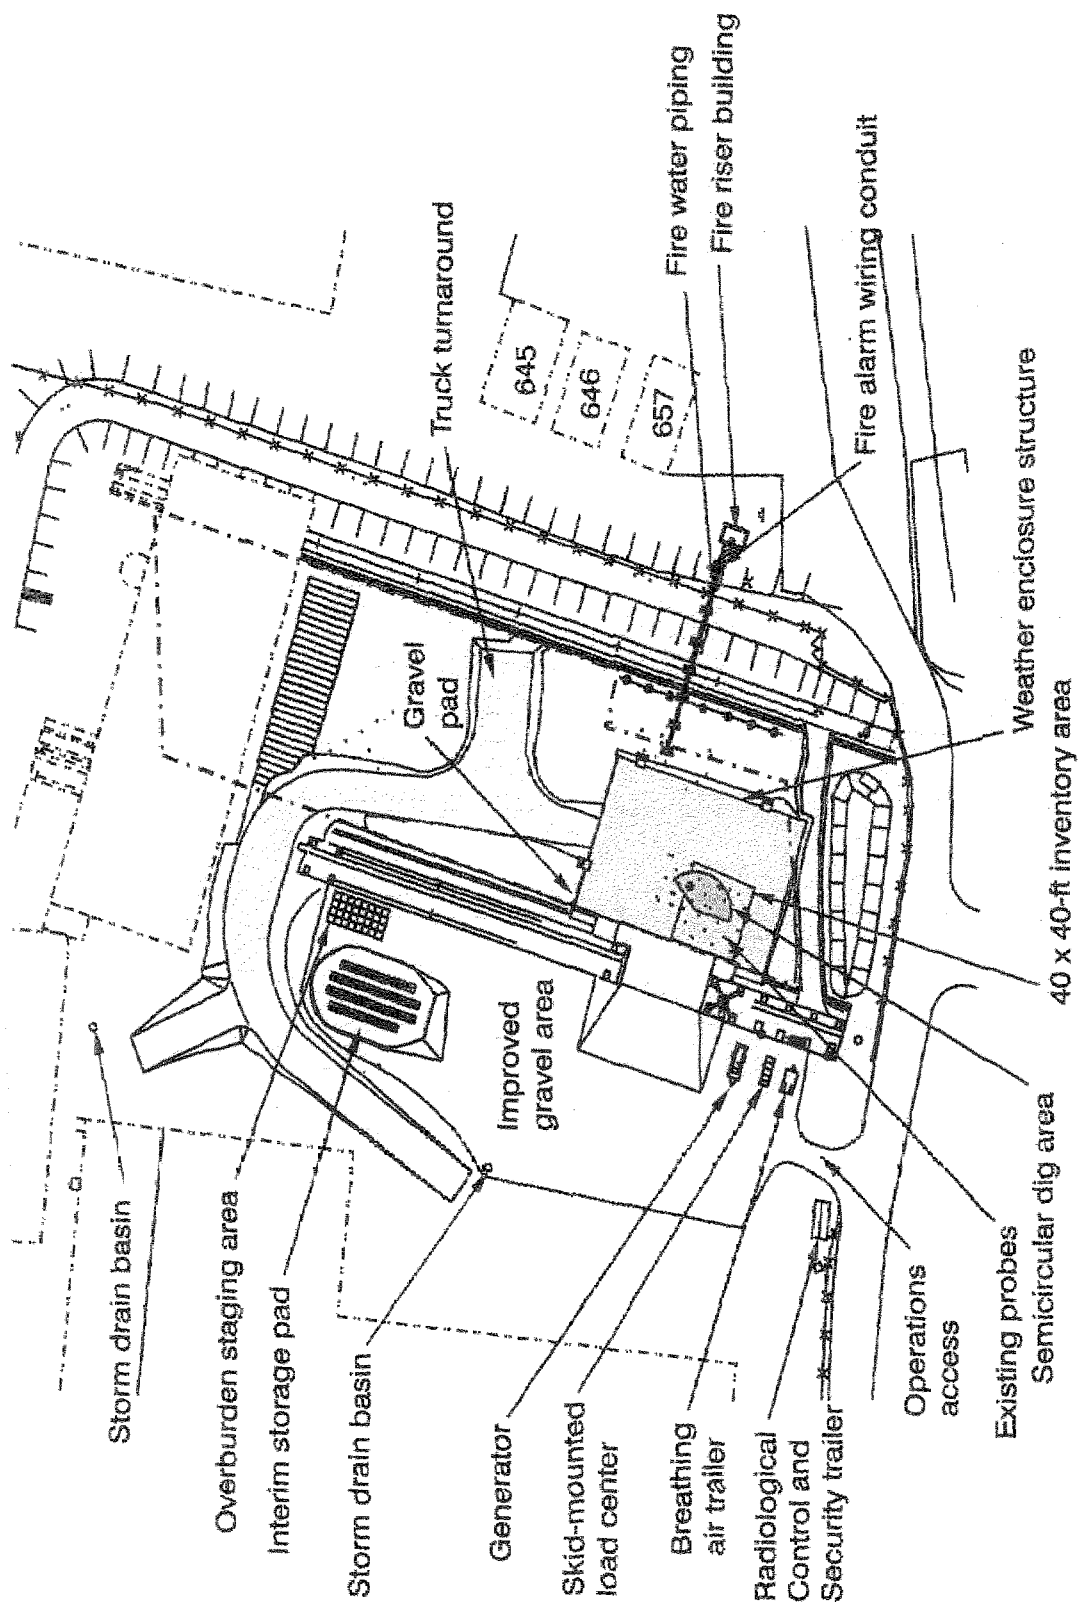 Storm drain basin
Overburden staging area
Interim storage pad
Storm drain basin
Generator
Skid-mounted
load center
Breathing
air trailer
Radiological
Control and
Security trailer
Operations
access
Existing probes
Semicircular dig area
40 x 40-ft inventory area
Weather enclosure structure
Fire alarm wiring conduit
Fire riser building
Fire water piping
Truck turnaround
Gravel
pad
Improved
gravel area
645
646
657